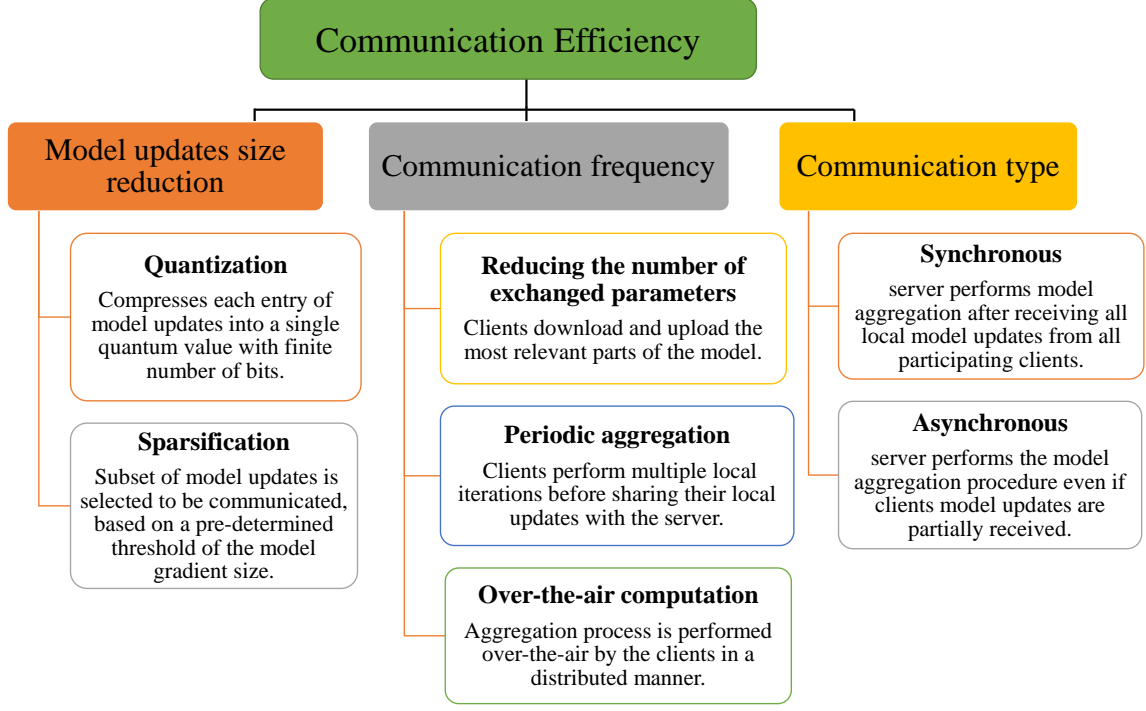 Communication Efficiency
Model updates size
reduction
Quantization
Compresses each entry of
model updates into a single
quantum value with finite
number of bits.
Sparsification
Subset of model updates is
selected to be communicated,
based on a pre-determined
threshold of the model
gradient size.
Communication frequency
Reducing the number of
exchanged parameters
Clients download and upload the
most relevant parts of the model.
Periodic aggregation
Clients perform multiple local
iterations before sharing their local
updates with the server.
Over-the-air computation
Aggregation process is performed
over-the-air by the clients in a
distributed manner.
Communication type
Synchronous
server performs model
aggregation after receiving all
local model updates from all
participating clients.
Asynchronous
server performs the model
aggregation procedure even if
clients model updates are
partially received.